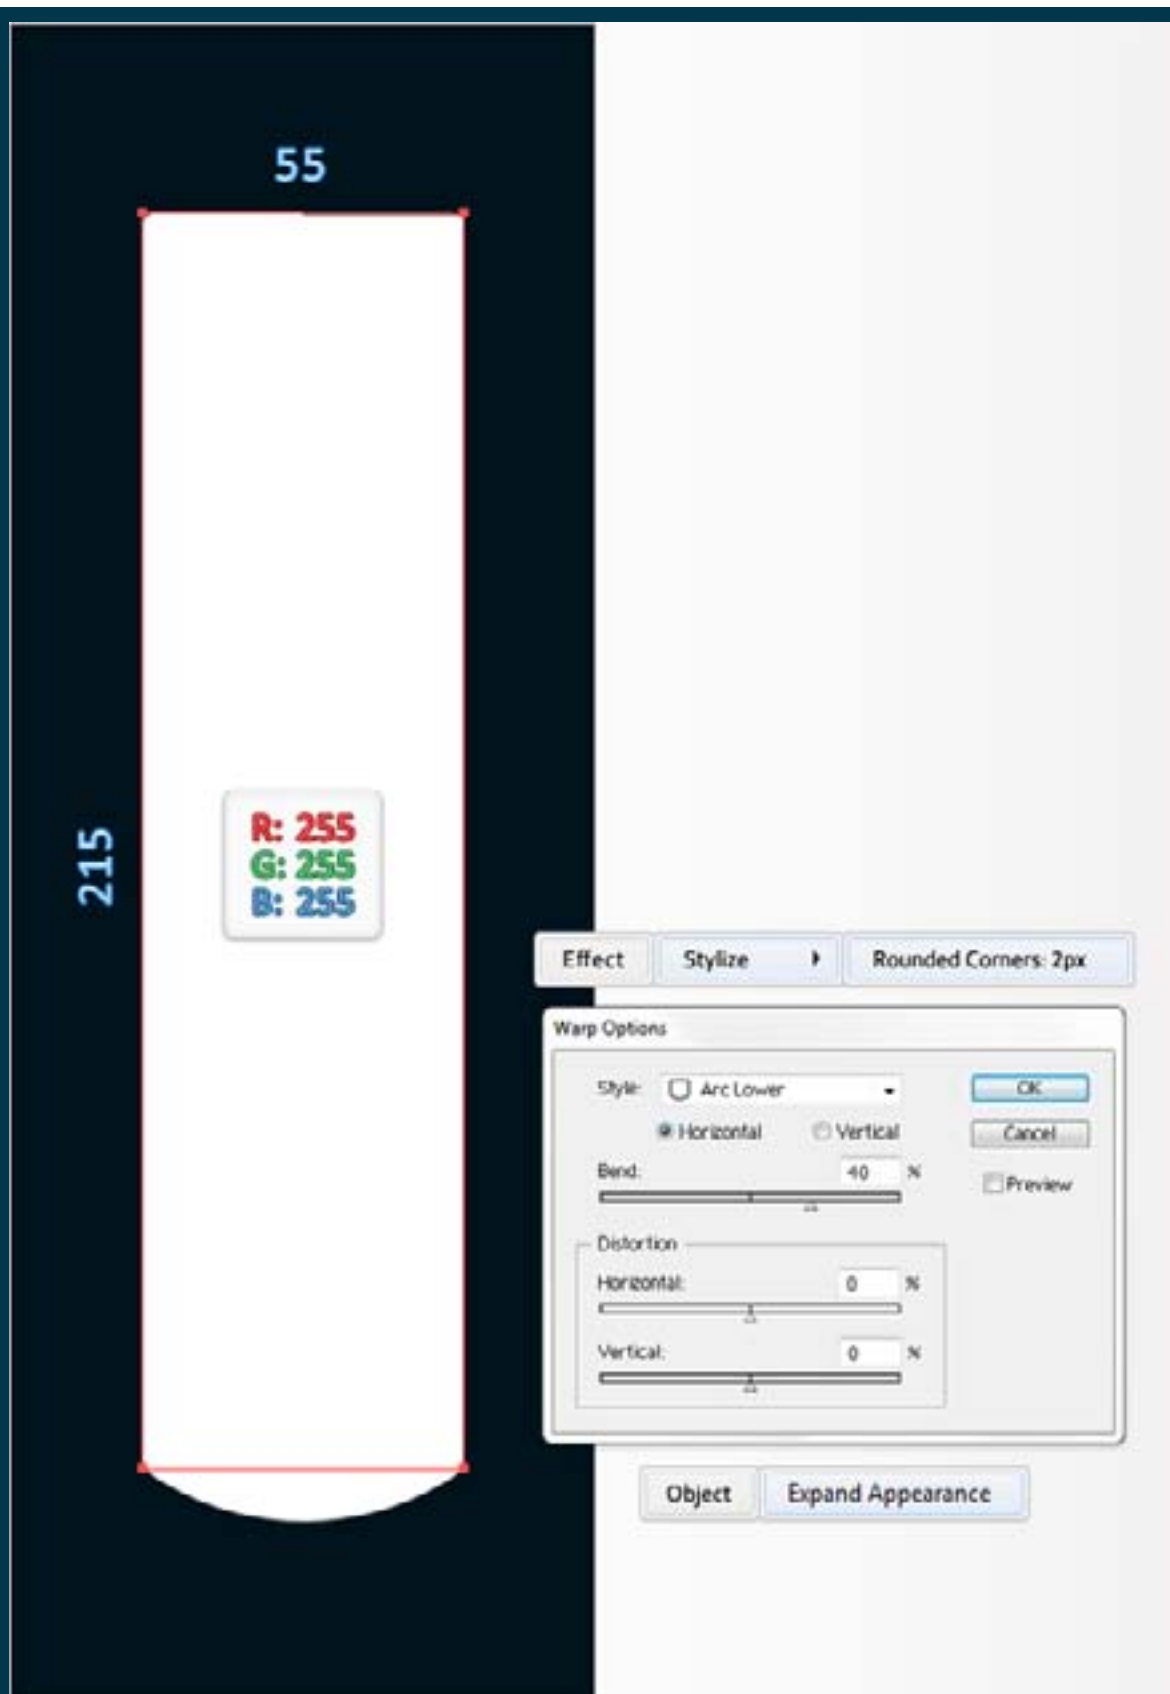 55
215
R: 255
G: 255
B: 255
Effect Stylize Rounded Corners: 2px
Warp Options
Style: Arc Lower OK
Horizontal Vertical Cancel
Bend: 40 % Preview
Distortion
Horizontal: 0 %
Vertical: 0 %
Object Expand Appearance